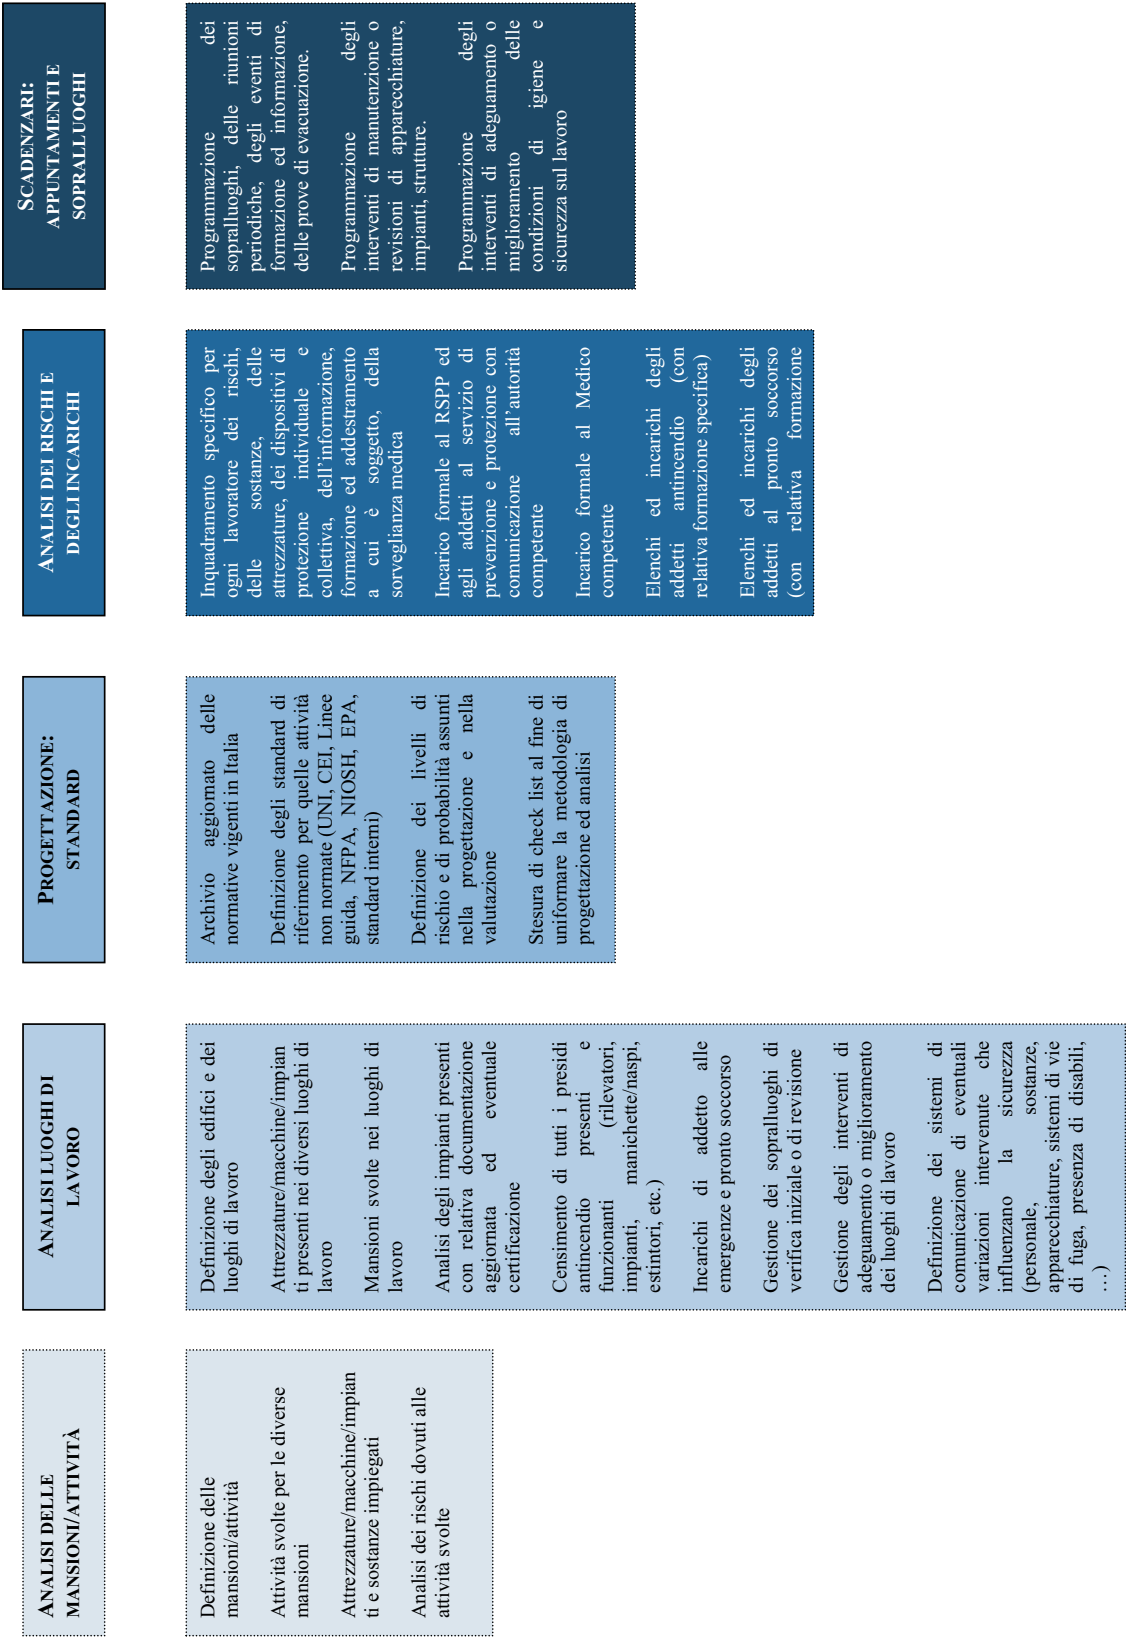 ANALISI DELLE
MANSIONI/ATTIVITÀ
Definizione delle
mansioni/attività
Attività svolte per le diverse
mansioni
Attrezzature/macchine/impian
ti e sostanze impiegati
Analisi dei rischi dovuti alle
attività svolte
ANALISI LUOGHI DI
LAVORO
Definizione degli edifici e dei
luoghi di lavoro
Attrezzature/macchine/impian
ti presenti nei diversi luoghi di
lavoro
Mansioni svolte nei luoghi di
lavoro
Analisi degli impianti presenti
con relativa documentazione
aggiornata ed eventuale
certificazione
Censimento di tutti i presidi
antincendio presenti e
funzionanti (rilevatori,
impianti, manichette/naspi,
estintori, etc.)
Incarichi di addetto alle
emergenze e pronto soccorso
Gestione dei sopralluoghi di
verifica iniziale o di revisione
Gestione degli interventi di
adeguamento o miglioramento
dei luoghi di lavoro
Definizione dei sistemi di
comunicazione di eventuali
variazioni intervenute che
influenzano la sicurezza
(personale, sostanze,
apparecchiature, sistemi di vie
di fuga, presenza di disabili,
…)
PROGETTAZIONE:
STANDARD
Archivio aggiornato delle
normative vigenti in Italia
Definizione degli standard di
riferimento per quelle attività
non normate (UNI, CEI, Linee
guida, NFPA, NIOSH, EPA,
standard interni)
Definizione dei livelli di
rischio e di probabilità assunti
nella progettazione e nella
valutazione
Stesura di check list al fine di
uniformare la metodologia di
progettazione ed analisi
ANALISI DEI RISCHI E
DEGLI INCARICHI
Inquadramento specifico per
ogni lavoratore dei rischi,
delle sostanze, delle
attrezzature, dei dispositivi di
protezione individuale e
collettiva, dell'informazione,
formazione ed addestramento
a cui è soggetto, della
sorveglianza medica
Incarico formale al RSPP ed
agli addetti al servizio di
prevenzione e protezione con
comunicazione all'autorità
competente
Incarico formale al Medico
competente
Elenchi ed incarichi degli
addetti antincendio (con
relativa formazione specifica)
Elenchi ed incarichi degli
addetti al pronto soccorso
(con relativa formazione
SCADENZARI:
APPUNTAMENTI E
SOPRALLUOGHI
Programmazione dei
sopralluoghi, delle riunioni
periodiche, degli eventi di
formazione ed informazione,
delle prove di evacuazione.
Programmazione degli
interventi di manutenzione o
revisioni di apparecchiature,
impianti, strutture.
Programmazione degli
interventi di adeguamento o
miglioramento delle
condizioni di igiene e
sicurezza sul lavoro